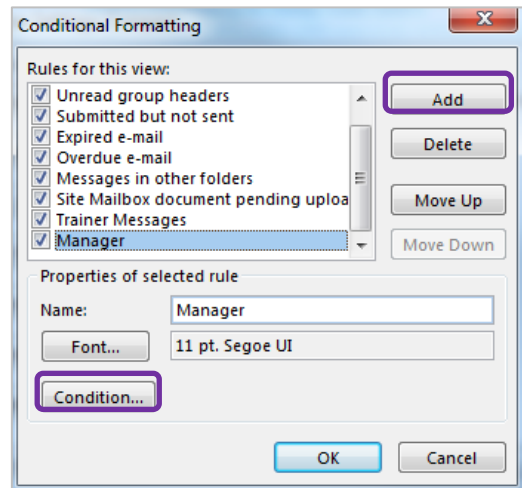 Conditional Formatting
Rules for this view:
Unread group headers
Submitted but not sent
Expired e-mail
Overdue e-mail
Messages in other folders
Site Mailbox document pending uploa
Trainer Messages
Manager
Add
Delete
Move Up
Move Down
Properties of selected rule
Name:
Manager
Font...
11 pt. Segoe UI
Condition...
OK
Cancel